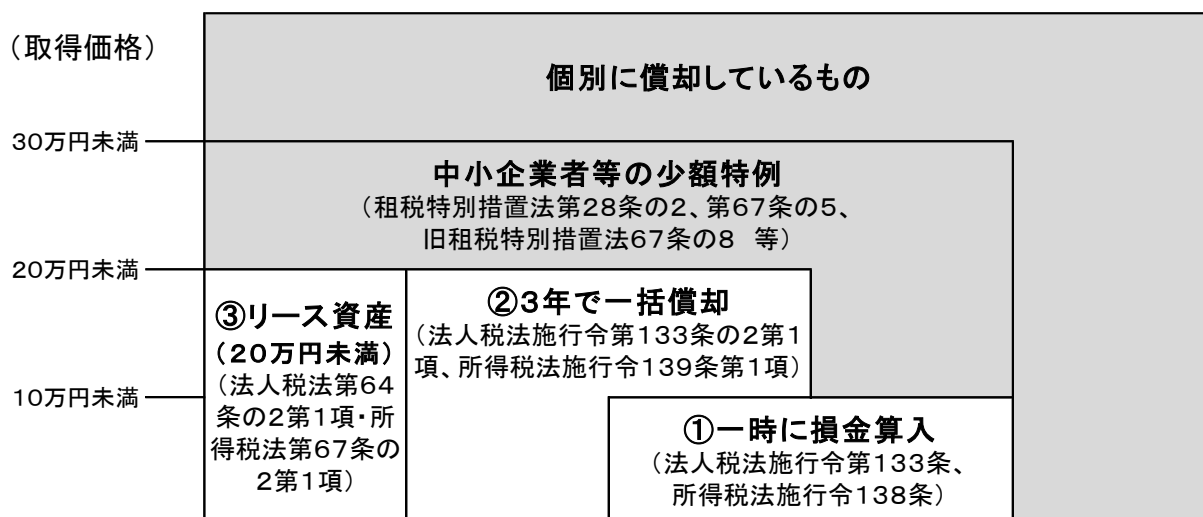 (取得価格)
個別に償却しているもの
30万円未満
中小企業者等の少額特例
(租税特別措置法第28条の2、第67条の5、
旧租税特別措置法67条の8 等)
20万円未満
③リース資産
(20万円未満)
(法人税法第64
条の2第1項・所
得税法第67条の
2第1項)
②3年で一括償却
(法人税法施行令第133条の2第1
項、所得税法施行令139条第1項)
10万円未満
①一時に損金算入
(法人税法施行令第133条、
所得税法施行令138条)